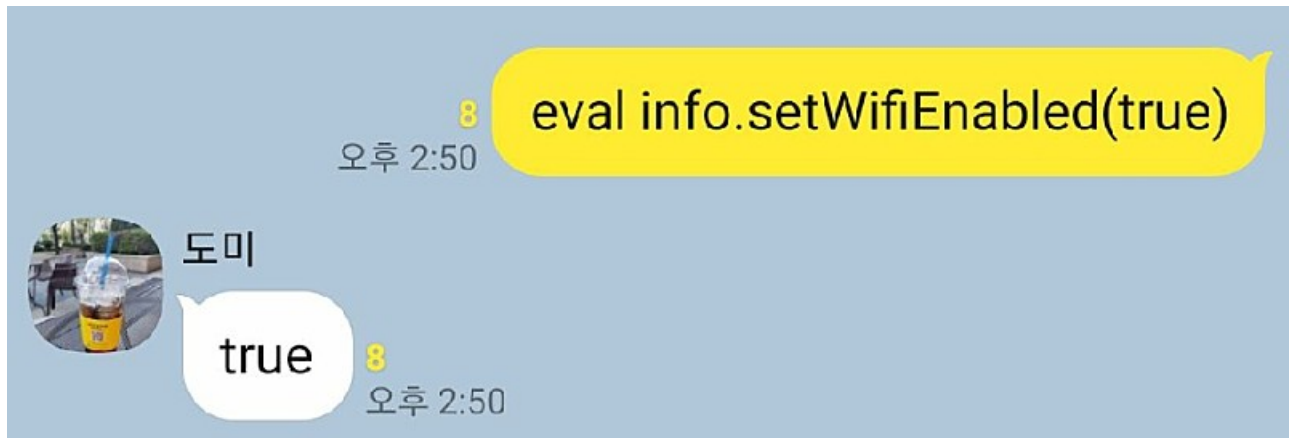 eval info.setWifiEnabled(true)
8
오후 2:50
도미
true
8
오후 2:50